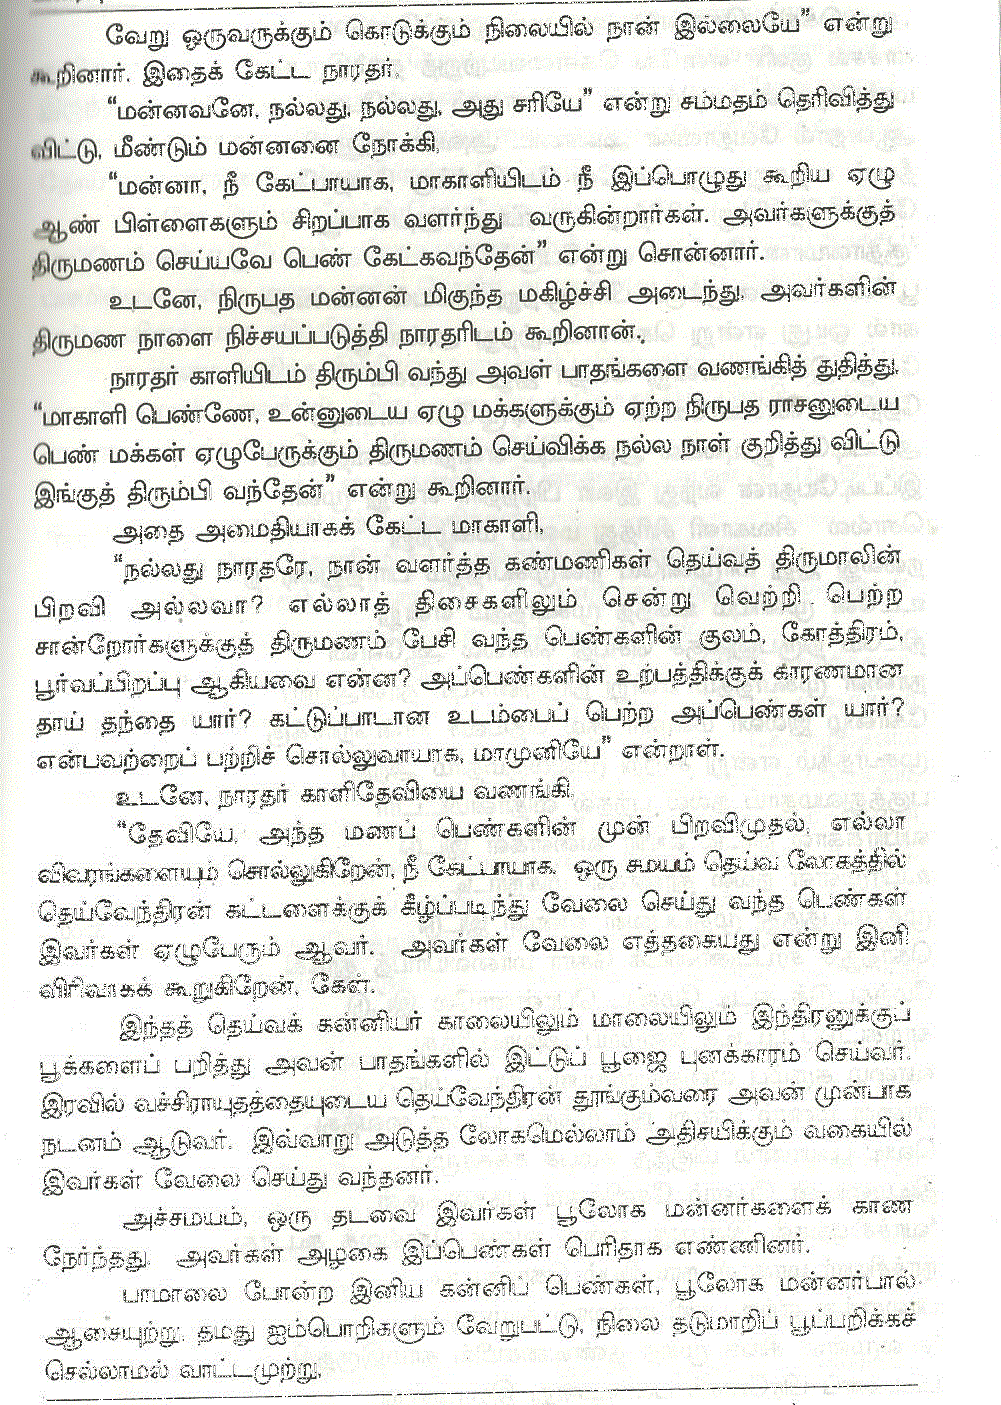 வேறு ஒருவருக்கும் கொடுக்கும் நிலையில் நான் இல்லையே" என்று
கூறினார். இதைக் கேட்ட நாரதர்,
"மன்னவனே, நல்லது, நல்லது, அது சரியே" என்று சம்மதம் தெரிவித்து
விட்டு, மீண்டும் மன்னனை நோக்கி,
"மன்னா, நீ கேட்பாயாக, மாகாளியிடம் நீ இப்பொழுது கூறிய ஏழு
ஆண் பிள்ளைகளும் சிறப்பாக வளர்ந்து வருகின்றார்கள். அவர்களுக்குத்
திருமணம் செய்யவே பெண் கேட்கவந்தேன்" என்று சொன்னார்.
உடனே, நிருபத மன்னன் மிகுந்த மகிழ்ச்சி அடைந்து, அவர்களின்
திருமண நாளை நிச்சயப்படுத்தி நாரதரிடம் கூறினான்.
நாரதர் காளியிடம் திரும்பி வந்து அவள் பாதங்களை வணங்கித் துதித்து,
"மாகாளி பெண்ணே, உன்னுடைய ஏழு மக்களுக்கும் ஏற்ற நிருபத ராசனுடைய
பெண் மக்கள் ஏழுபேருக்கும் திருமணம் செய்விக்க நல்ல நாள் குறித்து விட்டு
இங்குத் திரும்பி வந்தேன்" என்று கூறினார்.
அதை அமைதியாகக் கேட்ட மாகாளி,
"நல்லது நாரதரே, நான் வளர்த்த கண்மணிகள் தெய்வத் திருமாலின்
பிறவி அல்லவா? எல்லாத் திசைகளிலும் சென்று வெற்றி பெற்ற
சான்றோர்களுக்குத் திருமணம் பேசி வந்த பெண்களின் குலம், கோத்திரம்,
பூர்வப்பிறப்பு ஆகியவை என்ன? அப்பெண்களின் உற்பத்திக்குக் காரணமான
தாய் தந்தை யார்? கட்டுப்பாடான உடம்பைப் பெற்ற அப்பெண்கள் யார்?
என்பவற்றைப் பற்றிச் சொல்லுவாயாக, மாமுனியே" என்றாள்.
உடனே, நாரதர் காளிதேவியை வணங்கி,
"தேவியே, அந்த மணப் பெண்களின் முன் பிறவிமுதல், எல்லா
விவரங்களையும் சொல்லுகிறேன், நீ கேட்பாயாக. ஒரு சமயம் தெய்வ லோகத்தில்
தெய்வேந்திரன் கட்டளைக்குக் கீழ்ப்படிந்து வேலை செய்து வந்த பெண்கள்
இவர்கள் ஏழுபேரும் ஆவர். அவர்கள் வேலை எத்தகையது என்று இனி
விரிவாகக் கூறுகிறேன், கேள்.
இந்தத் தெய்வக் கன்னியர் காலையிலும் மாலையிலும் இந்திரனுக்குப்
பூக்களைப் பறித்து அவன் பாதங்களில் இட்டுப் பூஜை புனக்காரம் செய்வர்.
இரவில் வச்சிராயுதத்தையுடைய தெய்வேந்திரன் தூங்கும்வரை அவன் முன்பாக
நடனம் ஆடுவர். இவ்வாறு அடுத்த லோகமெல்லாம் அதிசயிக்கும் வகையில்
இவர்கள் வேலை செய்து வந்தனர்.
அச்சமயம், ஒரு தடவை இவர்கள் பூலோக மன்னர்களைக் காண
நேர்ந்தது. அவர்கள் அழகை இப்பெண்கள் பெரிதாக எண்ணினர்.
பாமாலை போன்ற இனிய கன்னிப் பெண்கள், பூலோக மன்னர்பால்
ஆசையுற்று, தமது ஐம்பொறிகளும் வேறுபட்டு, நிலை தடுமாறிப் பூப்பறிக்கச்
செல்லாமல் வாட்டமுற்று,